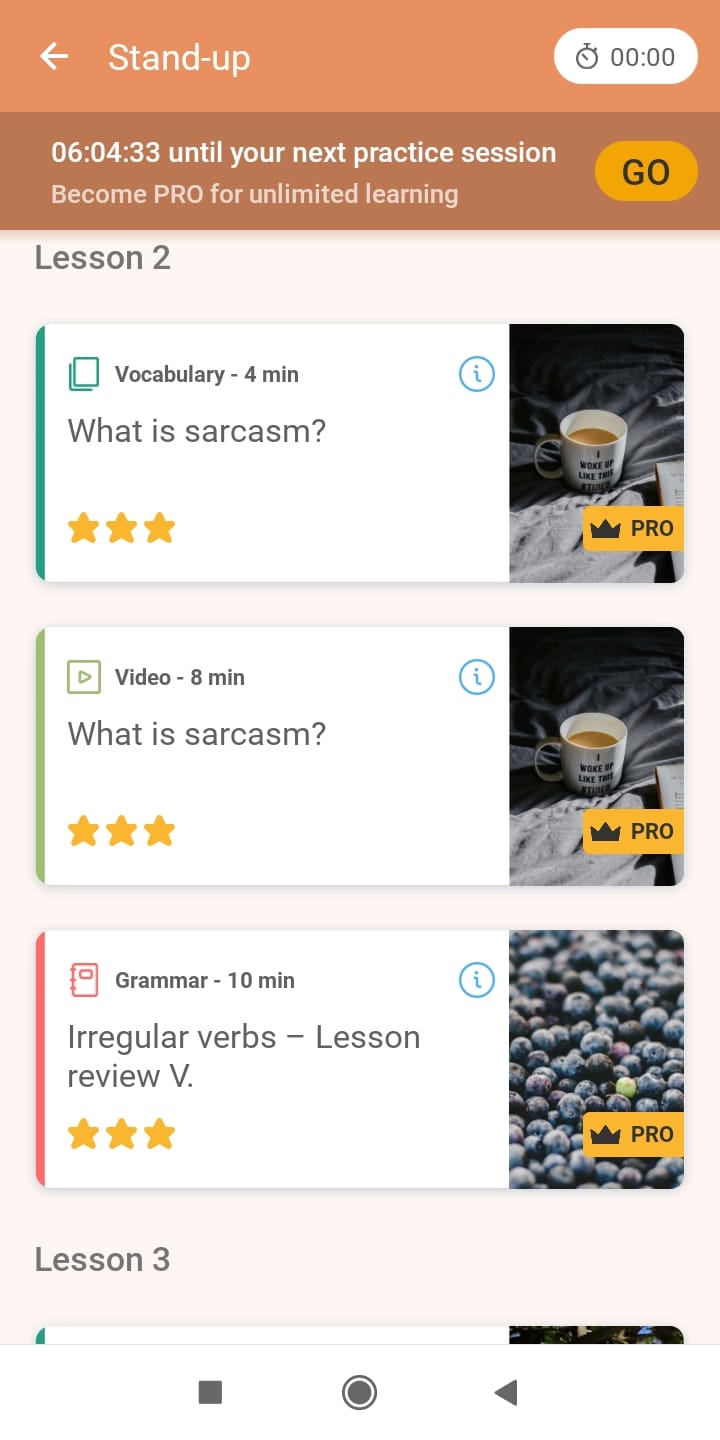 Stand-up
00:00
06:04:33 until your next practice session
Become PRO for unlimited learning
GO
Lesson 2
Vocabulary - 4 min
What is sarcasm?
I
WOKE UP
LIKE THIS
#TIRED
PRO
Video - 8 min
What is sarcasm?
I
WOKE UP
LIKE THIS
#TIRED
PRO
Grammar - 10 min
Irregular verbs – Lesson
review V.
PRO
Lesson 3